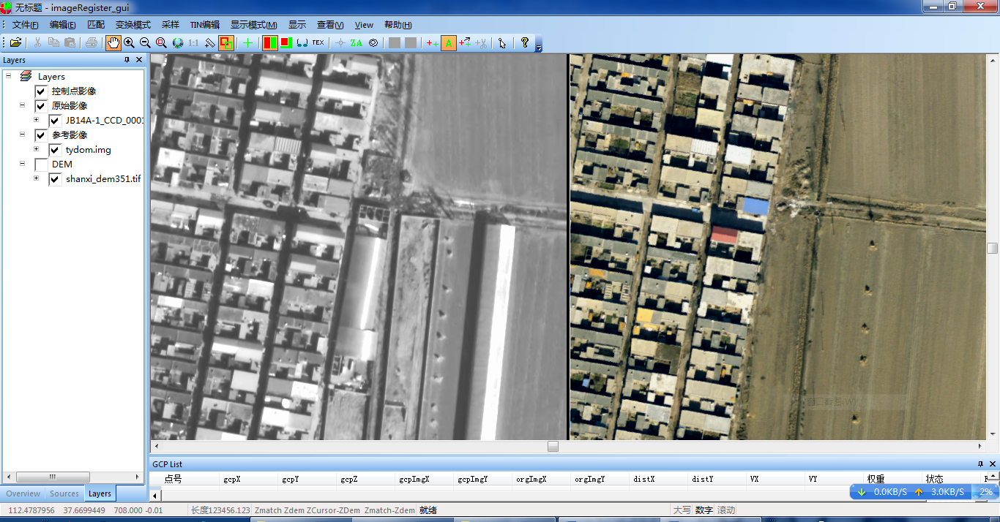 无标题 - imageRegister_gui
文件(F) 编辑(E) 匹配 变换模式 采样 TIN编辑 显示模式(M) 显示 查看(V) View 帮助(H)
1:1 TEX ZA A ?
Layers
Layers
控制点影像
原始影像
JB14A-1_CCD_0001
参考影像
tydom.img
DEM
shanxi_dem351.tif
GCP List
点号 gcpX gcpY gcpZ gcpImgX gcpImgY orgImgX orgImgY distX distY VX VY 权重 状态
Overview Sources Layers
0.0KB/S 3.0KB/S 2%
112.4787956 37.6699449 708.000 -0.01 长度123456.123 Zmatch Zdem ZCursor-ZDem Zmatch-Zdem 就绪 大写 数字 滚动